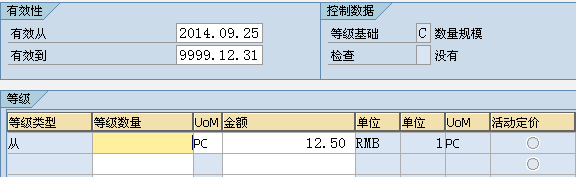 有效性 控制数据
有效从 2014.09.25 等级基础 C 数量规模
有效到 9999.12.31 检查 没有
等级
等级类型 等级数量 UoM 金额 单位 单位 UoM 活动定价
从 PC 12.50 RMB 1 PC